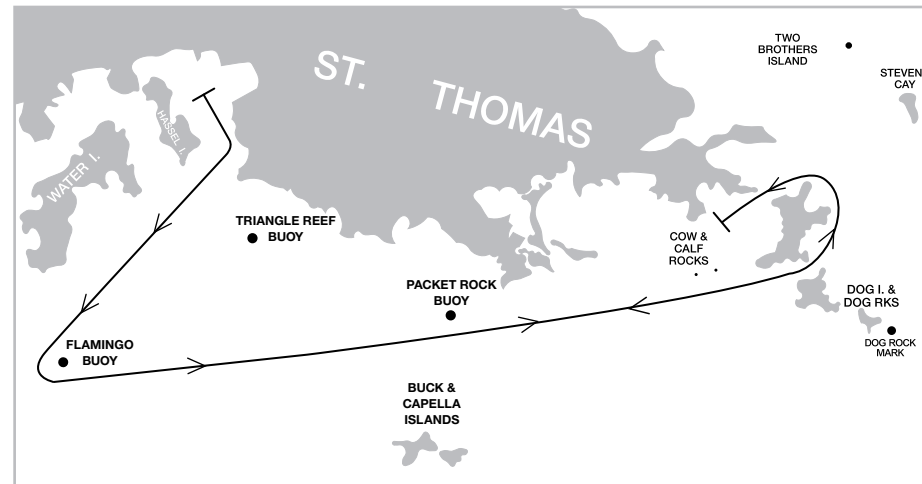 TWO
BROTHERS
ISLAND
STEVEN
CAY
ST. THOMAS
HASSEL I.
WATER I.
TRIANGLE REEF
BUOY
COW &
CALF
ROCKS
PACKET ROCK
BUOY
DOG I. &
DOG RKS
DOG ROCK
MARK
FLAMINGO
BUOY
BUCK &
CAPELLA
ISLANDS